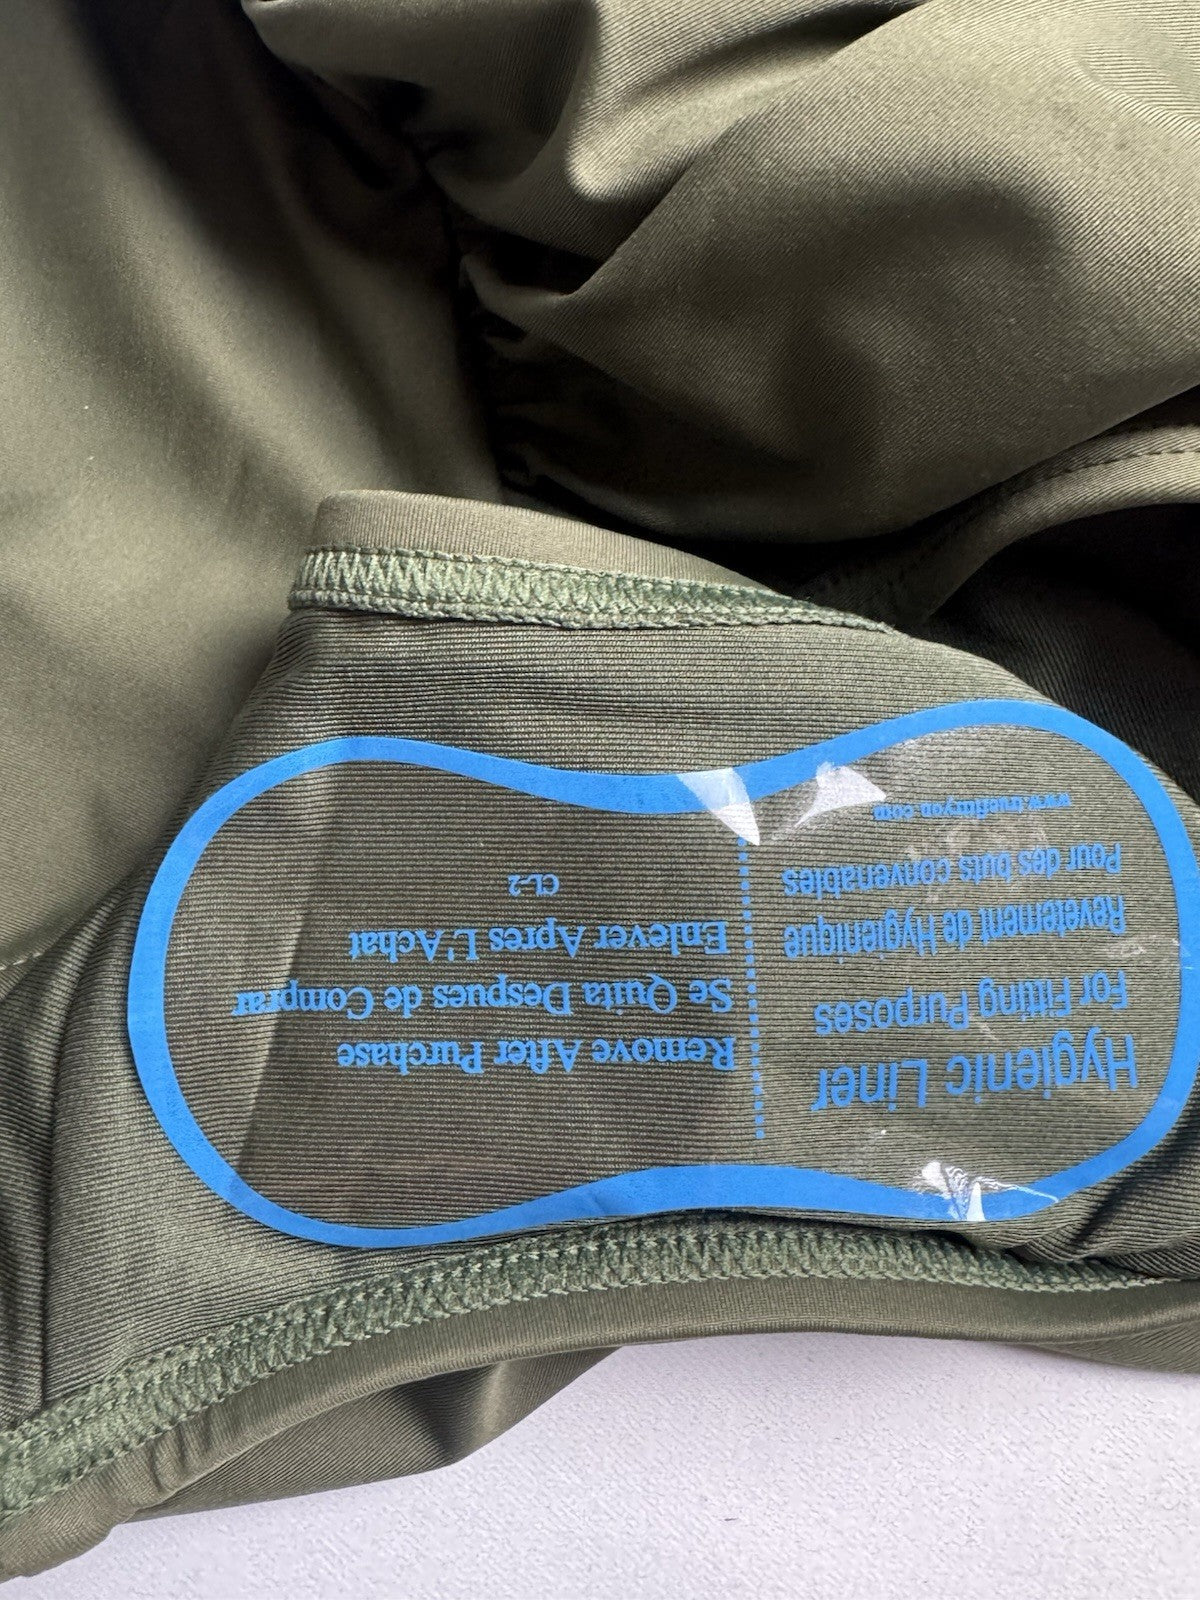 Hygienic Liner
For Fitting Purposes
Revetement de Hygienique
Pour des buts convenables
Remove After Purchase
Se Quita Despues de Comprar
Enlever Apres L'Achat
CL-2